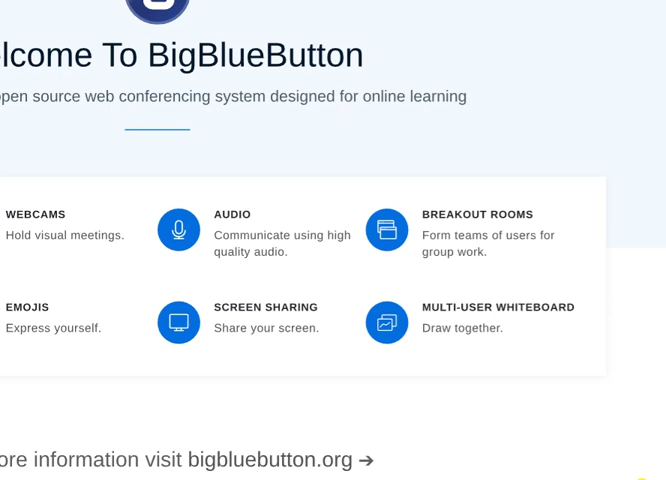 lcome To BigBlueButton
pen source web conferencing system designed for online learning
WEBCAMS
Hold visual meetings.
AUDIO
Communicate using high
quality audio.
BREAKOUT ROOMS
Form teams of users for
group work.
EMOJIS
Express yourself.
SCREEN SHARING
Share your screen.
MULTI-USER WHITEBOARD
Draw together.
ore information visit bigbluebutton.org ➔